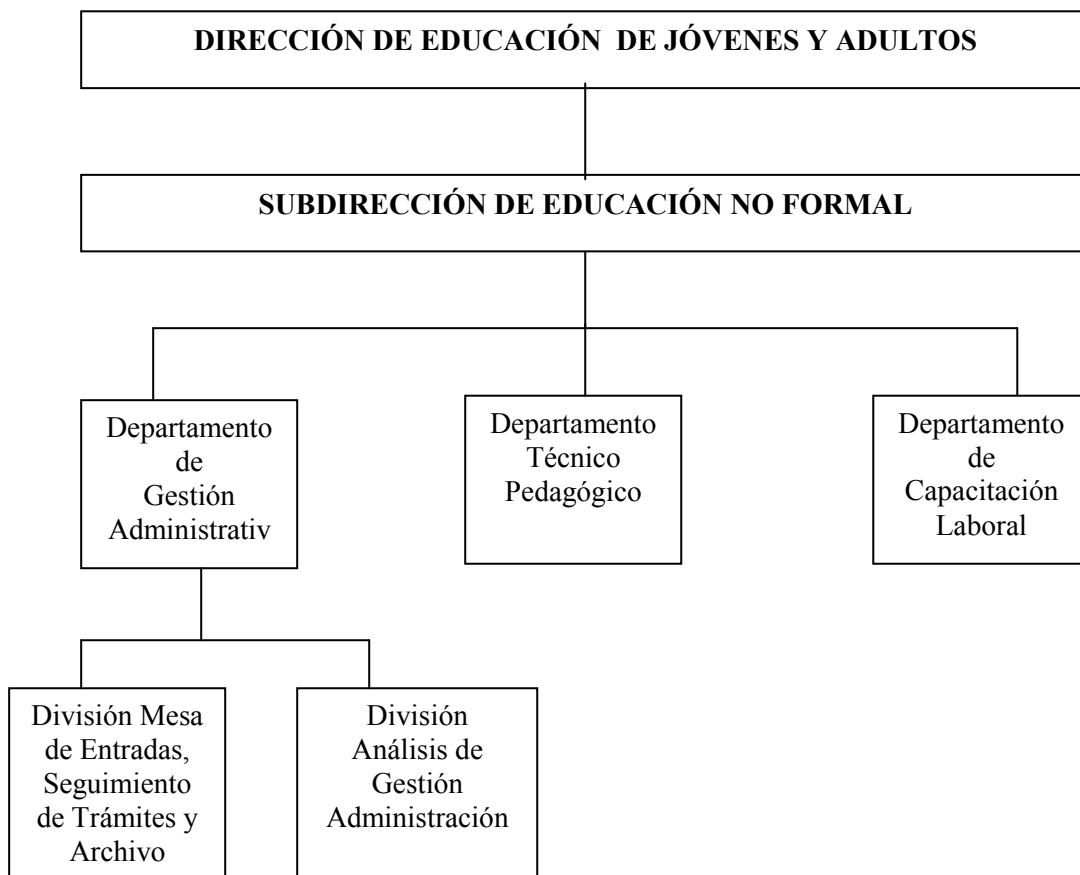 DIRECCIÓN DE EDUCACIÓN DE JÓVENES Y ADULTOS
SUBDIRECCIÓN DE EDUCACIÓN NO FORMAL
Departamento
de
Gestión
Administrativ
Departamento
Técnico
Pedagógico
Departamento
de
Capacitación
Laboral
División Mesa
de Entradas,
Seguimiento
de Trámites y
Archivo
División
Análisis de
Gestión
Administración